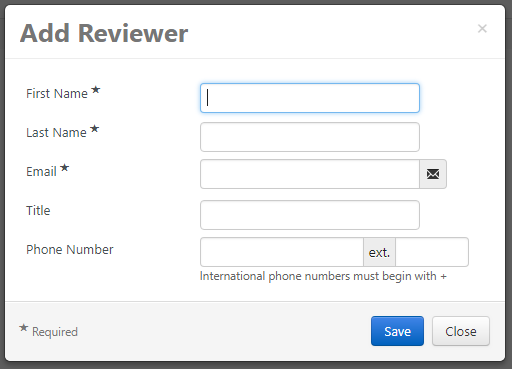 Add Reviewer
×
First Name ★
Last Name ★
Email ★
Title
Phone Number
ext.
International phone numbers must begin with +
★ Required
Save
Close